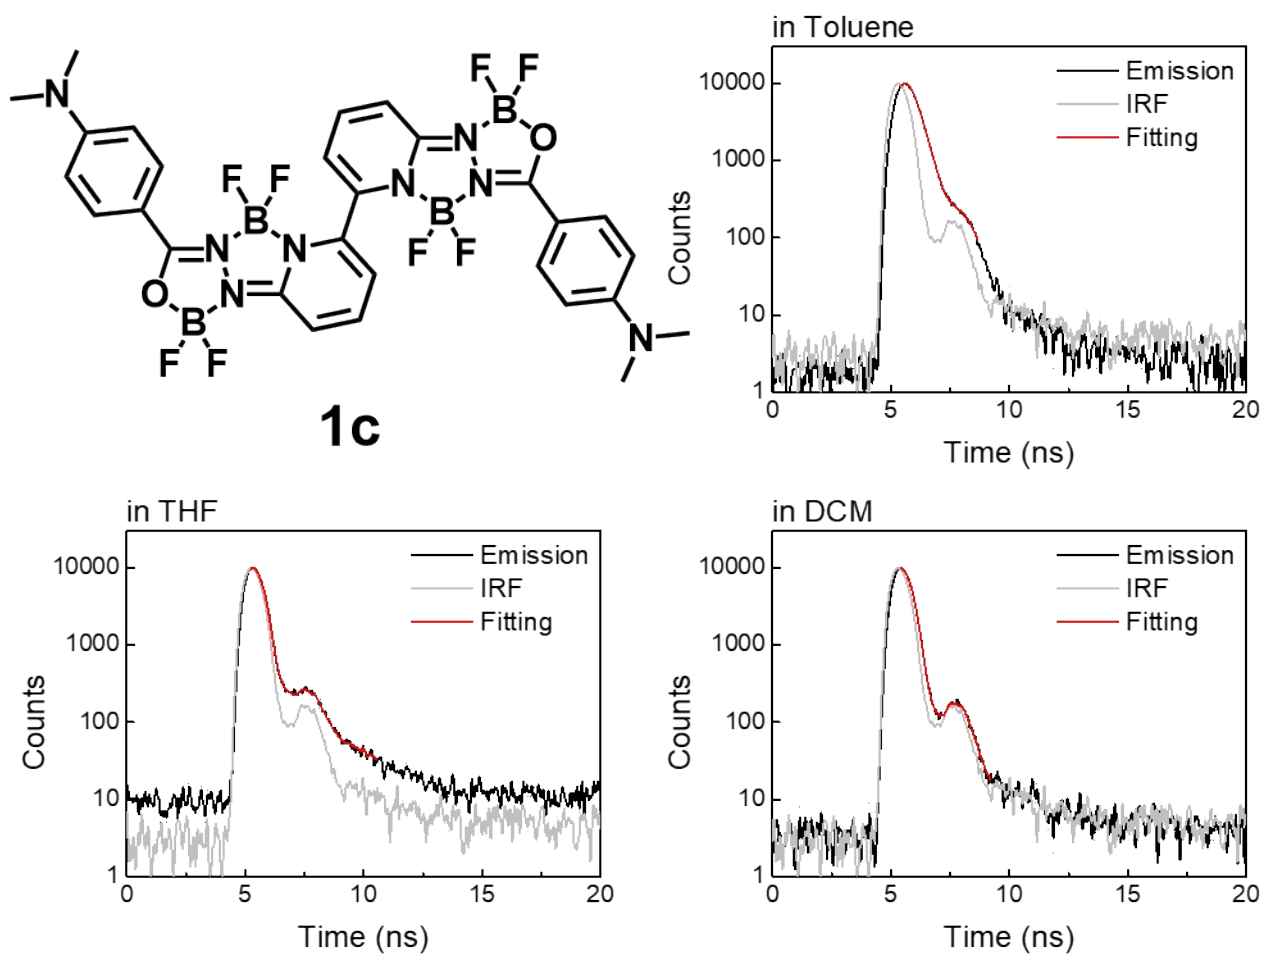 N
F F
B
O
N
N
N
B
F F
F F
B
N
N
N
O
B
F F
N
1c
in Toluene
Emission
IRF
Fitting
10000
1000
100
10
1
Counts
0 5 10 15 20
Time (ns)
in THF
Emission
IRF
Fitting
10000
1000
100
10
1
Counts
0 5 10 15 20
Time (ns)
in DCM
Emission
IRF
Fitting
10000
1000
100
10
1
Counts
0 5 10 15 20
Time (ns)